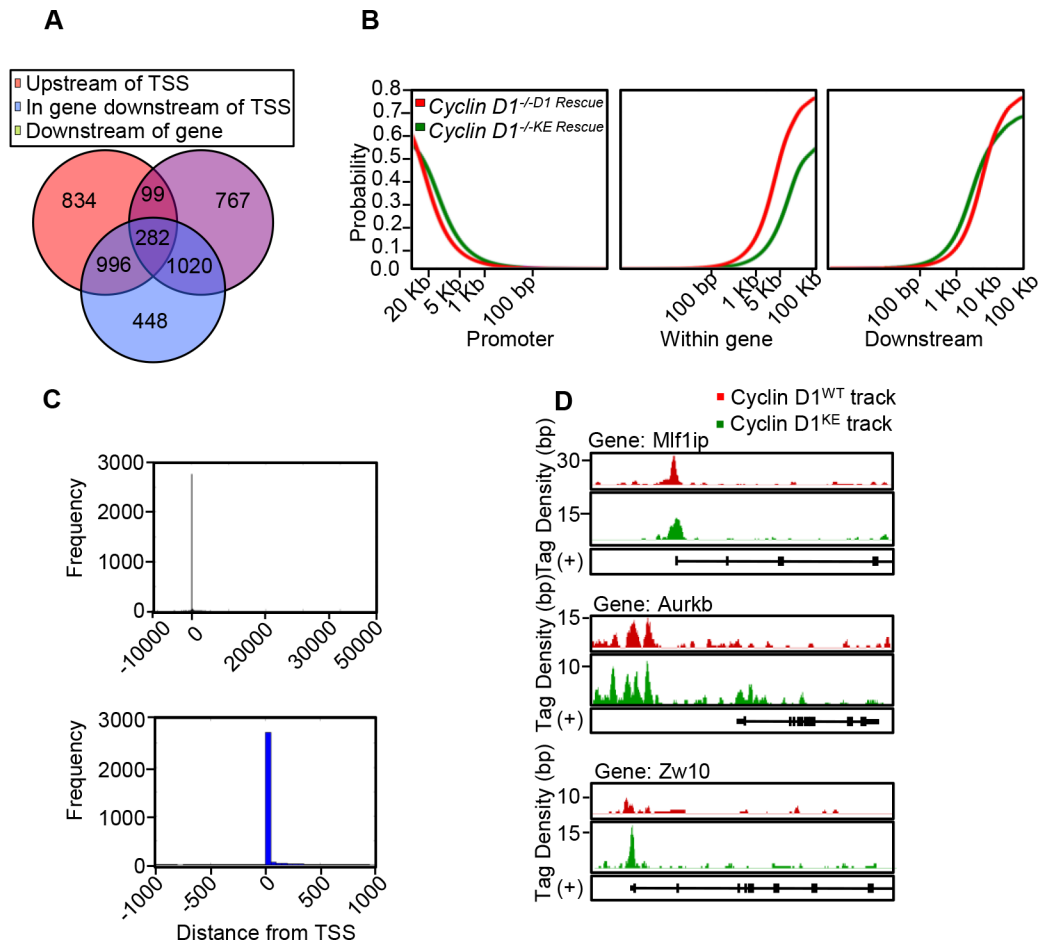 A
Upstream of TSS
In gene downstream of TSS
Downstream of gene
834
99
767
282
996
1020
448
B
Probability
0.8
0.7
0.6
0.5
0.4
0.3
0.2
0.1
0.0
Cyclin D1-/-D1 Rescue
Cyclin D1-/-KE Rescue
20 Kb
5 Kb
1 Kb
100 bp
Promoter
100 bp
1 Kb
5 Kb
100 Kb
Within gene
100 bp
1 Kb
10 Kb
100 Kb
Downstream
C
Frequency
3000
2000
1000
0
-10000
0
20000
30000
50000
Frequency
3000
2000
1000
0
-1000
-500
0
500
1000
Distance from TSS
D
Cyclin D1WT track
Cyclin D1KE track
Gene: Mlf1ip
Tag Density (bp)
30
15
(+)
Gene: Aurkb
Tag Density (bp)
15
10
(+)
Gene: Zw10
Tag Density (bp)
10
15
(+)